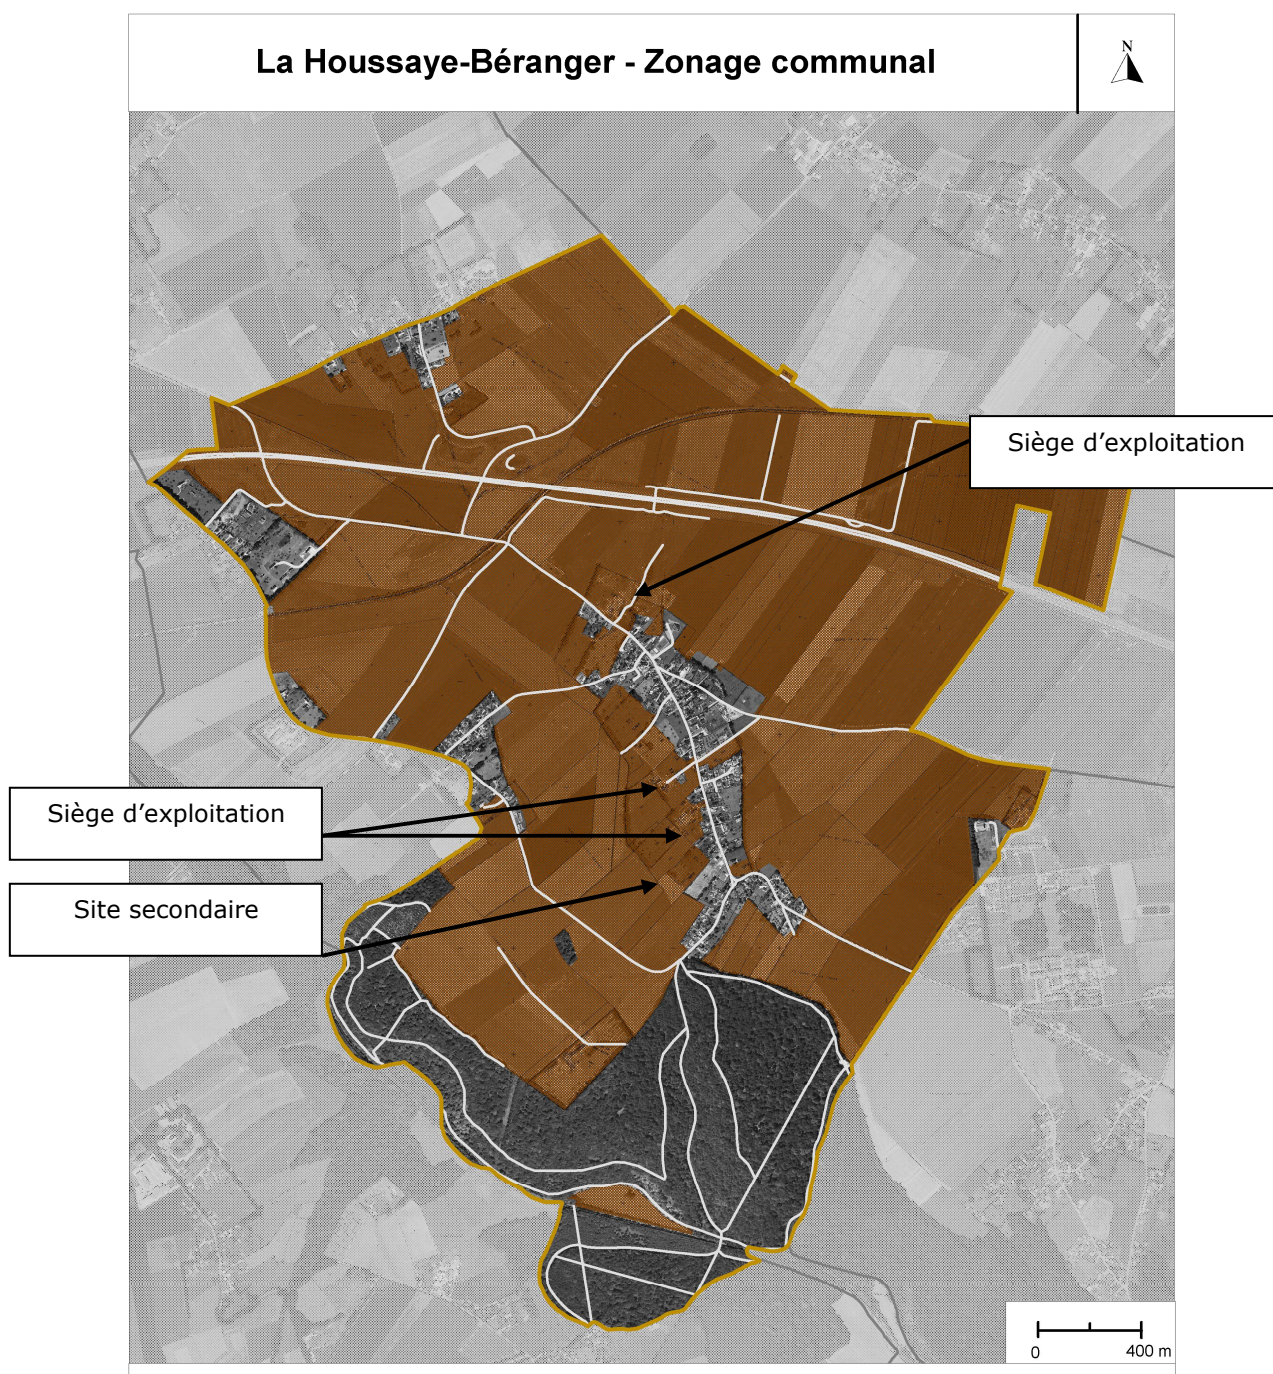 La Houssaye-Béranger - Zonage communal
N
Siège d’exploitation
Siège d’exploitation
Site secondaire
0 400 m